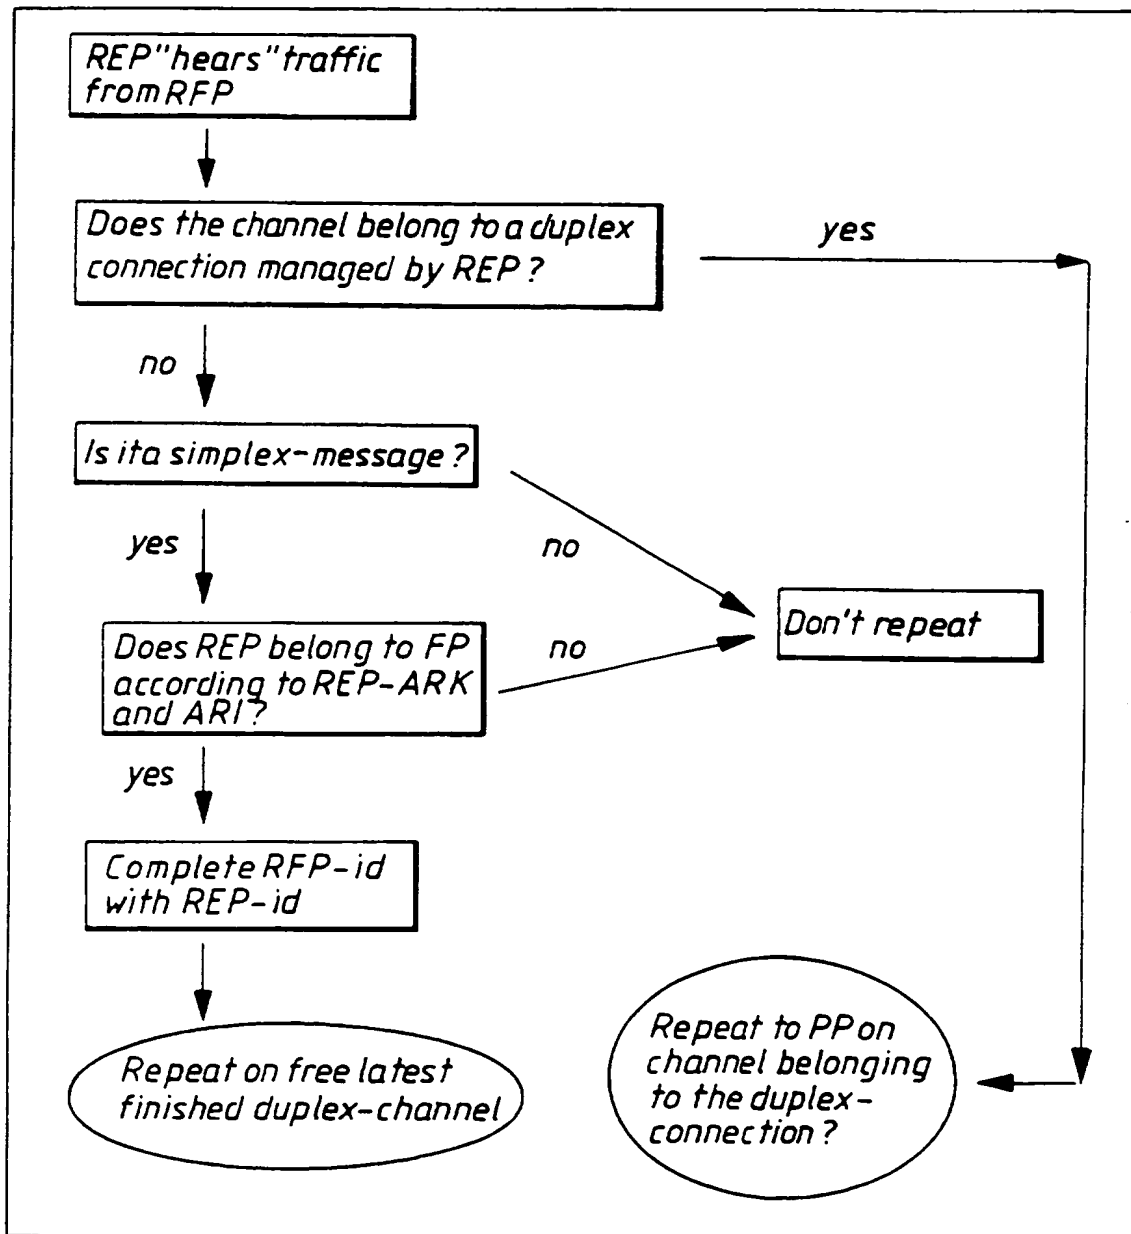 REP"hears" traffic
from RFP
Does the channel belong to a duplex
connection managed by REP?
yes
no
Is ita simplex-message?
yes
no
Don't repeat
Does REP belong to FP
according to REP-ARK
and ARI?
no
yes
Complete RFP-id
with REP-id
Repeat on free latest
finished duplex-channel
Repeat to PP on
channel belonging
to the duplex-
connection?